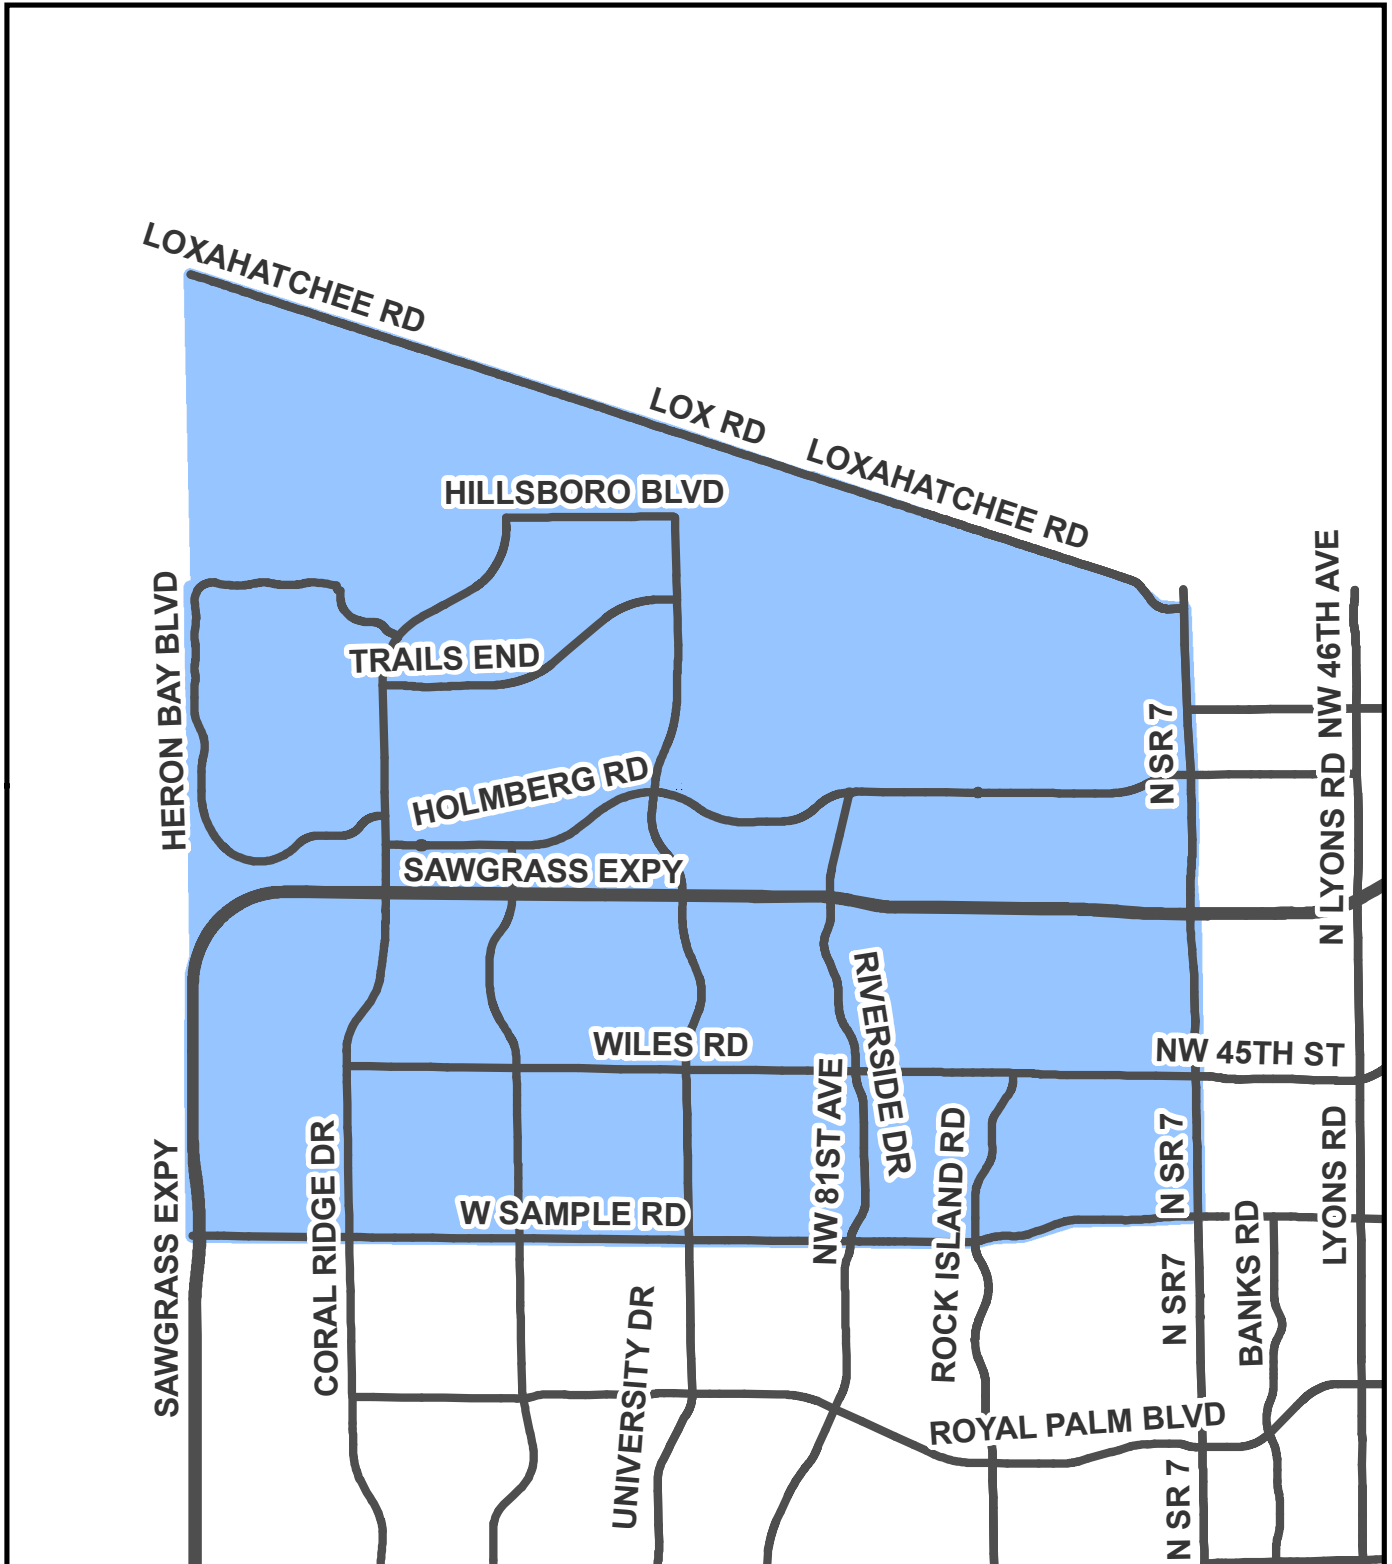 LOXAHATCHEE RD
LOX RD
LOXAHATCHEE RD
HILLSBORO BLVD
NW 46TH AVE
HERON BAY BLVD
TRAILS END
N SR 7
HOLMBERG RD
N LYONS RD
SAWGRASS EXPY
RIVERSIDE DR
WILES RD
NW 45TH ST
NW 81ST AVE
SAWGRASS EXPY
CORAL RIDGE DR
ROCK ISLAND RD
N SR 7
LYONS RD
W SAMPLE RD
BANKS RD
N SR7
UNIVERSITY DR
ROYAL PALM BLVD
N SR 7